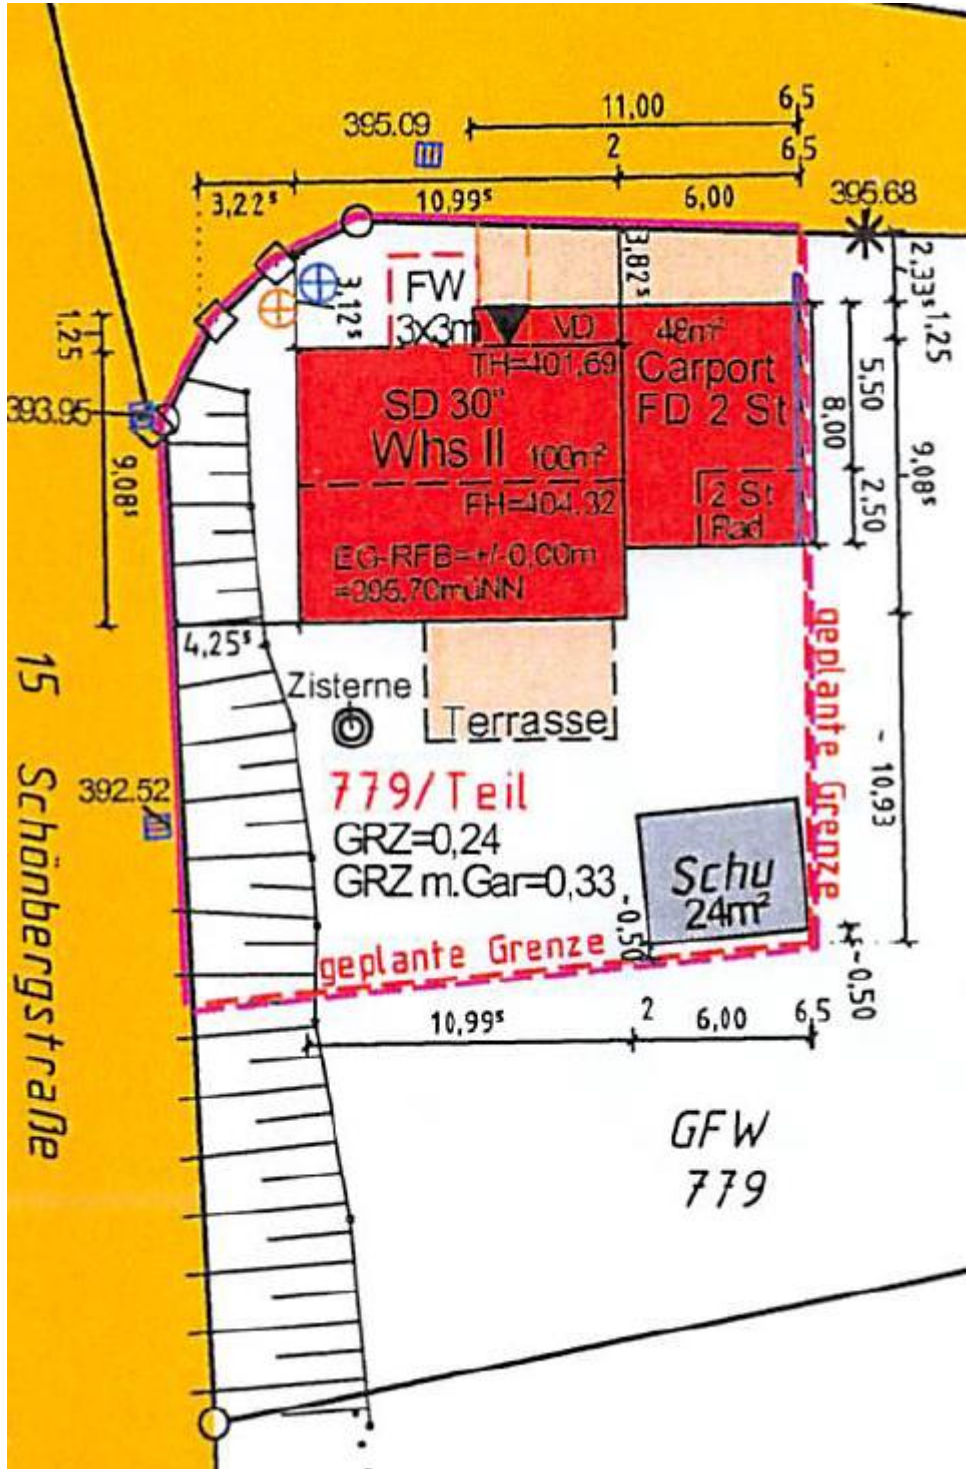 11,00
6,5
395.09
2
6,5
3,22⁵
10,99⁵
6,00
395.68
2,33⁵
1,25
3,82⁵
3,12⁵
FW
3x3m
VD
48m²
TH=401,69
Carport
FD 2 St
SD 30°
Whs II
100m²
1,25
393.95
9,08⁵
5,50
8,00
9,08⁵
2,50
2 St
Rad
FH=404.32
EG-RFB=+/-0,00m
=395,70müNN
4,25⁵
Zisterne
Terrasse
geplante Grenze
~ 10,93
15 Schönbergstraße
392.52
779/Teil
GRZ=0,24
GRZ m.Gar=0,33
Schu
24m²
~0,50
geplante Grenze
~0,50
10,99⁵
2
6,00
6,5
GFW
779